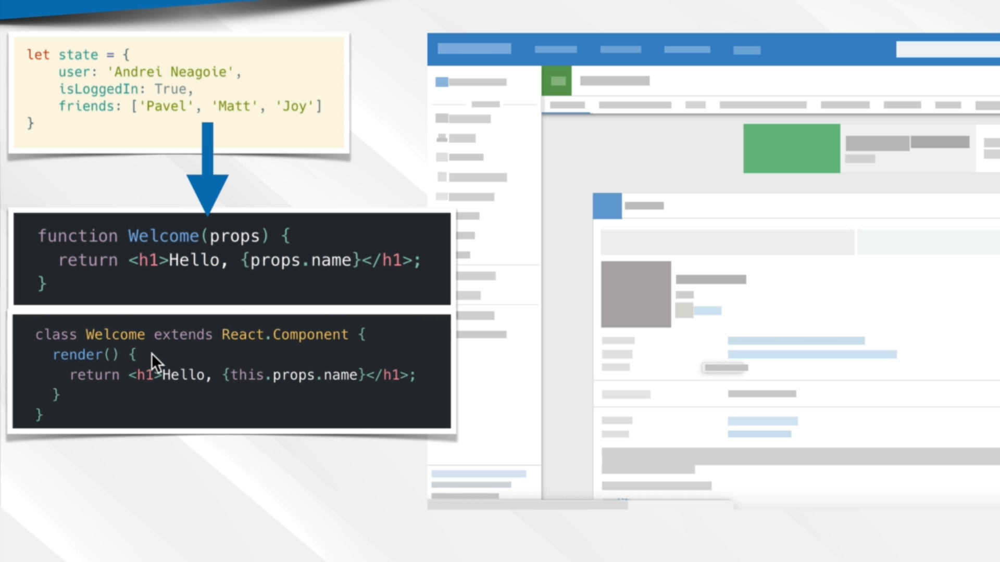 let state = {
    user: 'Andrei Neagoie',
    isLoggedIn: True,
    friends: ['Pavel', 'Matt', 'Joy']
}
function Welcome(props) {
  return <h1>Hello, {props.name}</h1>;
}
class Welcome extends React.Component {
  render() {
    return <h1>Hello, {this.props.name}</h1>;
  }
}